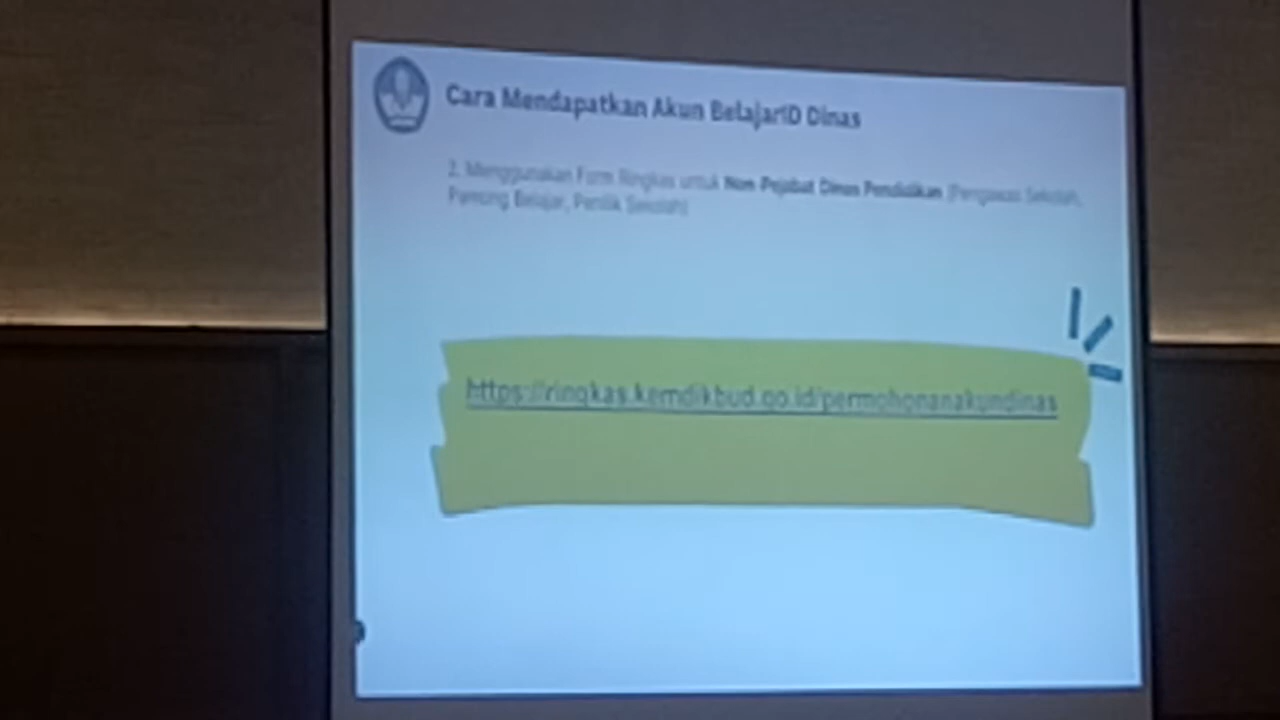 Cara Mendapatkan Akun BelajarID Dinas
2. Menggunakan Form Ringkas untuk Non-Pejabat Dinas Pendidikan (Pengawas Sekolah,
Pamong Belajar, Penilik Sekolah)
https://ringkas.kemdikbud.go.id/permohonanakundinas